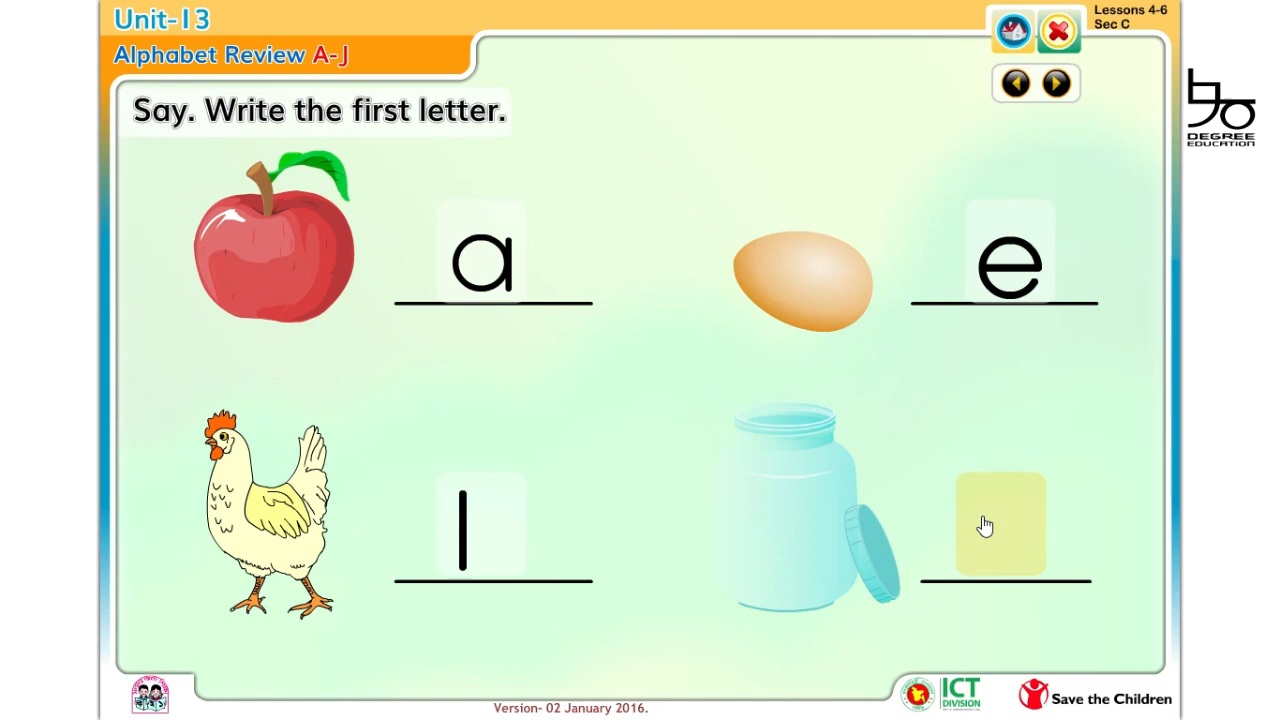 Unit-13
Lessons 4-6
Sec C
Alphabet Review A-J
Say. Write the first letter.
DEGREE
EDUCATION
a
e
l
ICT
DIVISION
Save the Children
Version- 02 January 2016.